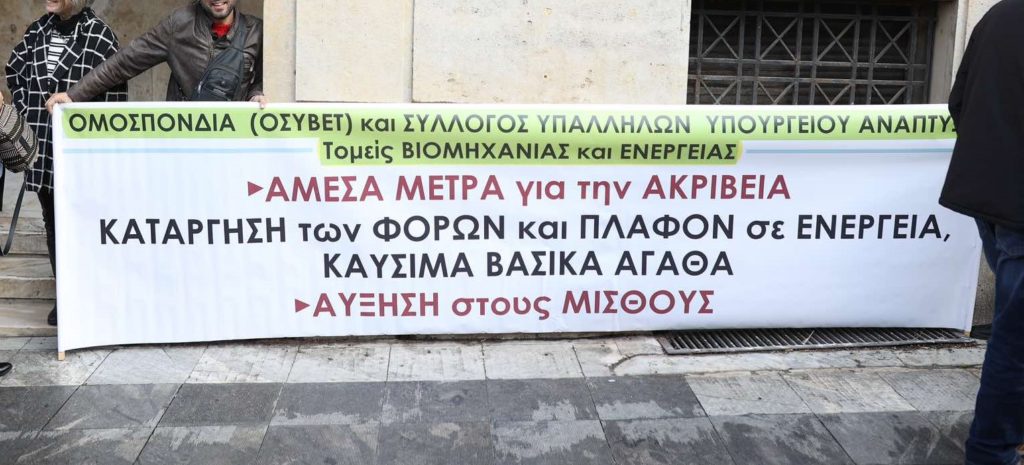 ΟΜΟΣΠΟΝΔΙΑ (ΟΣΥΒΕΤ) και ΣΥΛΛΟΓΟΣ ΥΠΑΛΛΗΛΩΝ ΥΠΟΥΡΓΕΙΟΥ
Τομείς ΒΙΟΜΗΧΑΝΙΑΣ και ΕΝΕΡΓΕΙΑΣ
▸ΑΜΕΣΑ ΜΕΤΡΑ για την ΑΚΡΙΒΕΙΑ
ΚΑΤΑΡΓΗΣΗ των ΦΟΡΩΝ και ΠΛΑΦΟΝ σε ΕΝΕΡΓΕΙΑ,
ΚΑΥΣΙΜΑ ΒΑΣΙΚΑ ΑΓΑΘΑ
▸ΑΥΞΗΣΗ στους ΜΙΣΘΟΥΣ